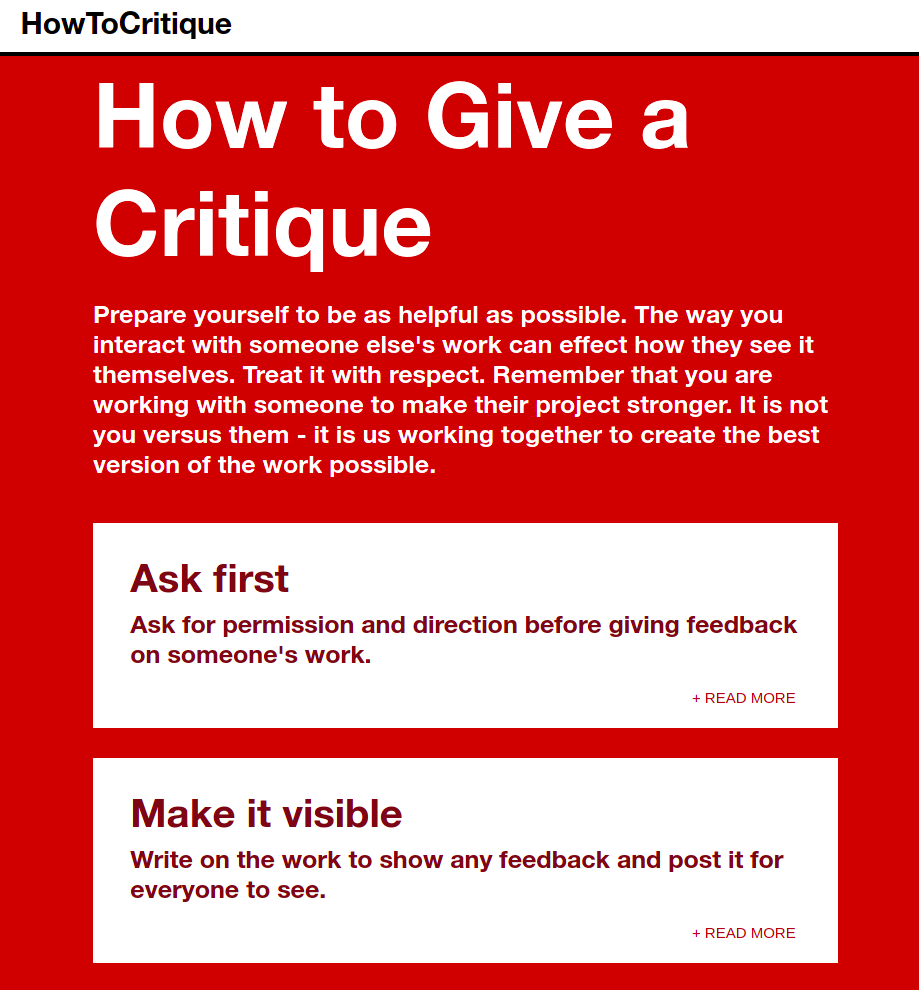 HowToCritique
How to Give a
Critique
Prepare yourself to be as helpful as possible. The way you
interact with someone else's work can effect how they see it
themselves. Treat it with respect. Remember that you are
working with someone to make their project stronger. It is not
you versus them - it is us working together to create the best
version of the work possible.
Ask first
Ask for permission and direction before giving feedback
on someone's work.
+ READ MORE
Make it visible
Write on the work to show any feedback and post it for
everyone to see.
+ READ MORE